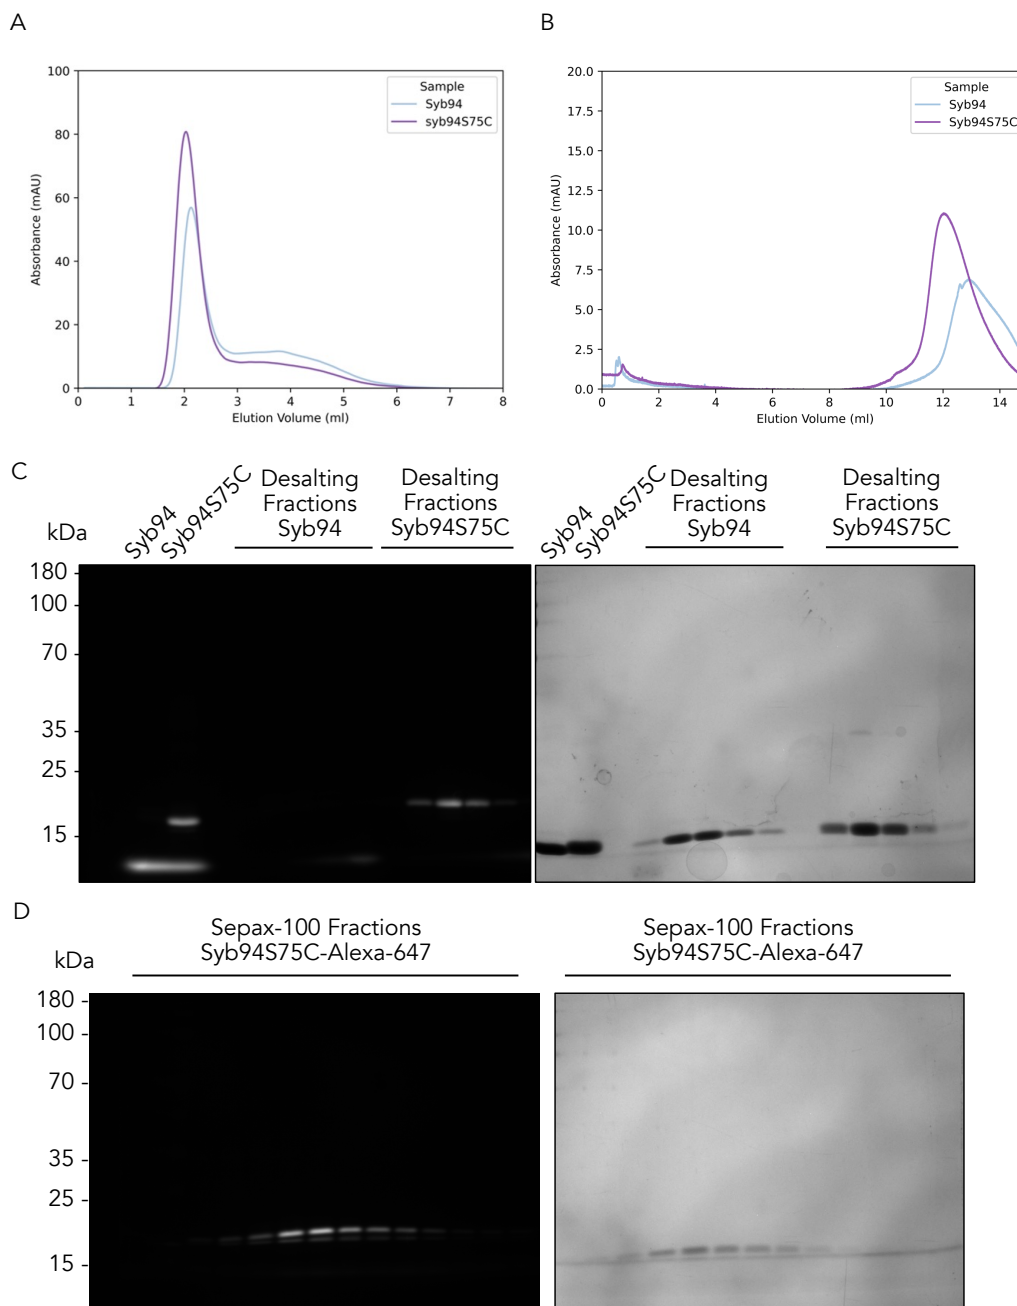 A
B
100
80
60
40
20
0
Absorbance (mAU)
0 1 2 3 4 5 6 7 8
Elution Volume (ml)
Sample
Syb94
syb94S75C
20.0
17.5
15.0
12.5
10.0
7.5
5.0
2.5
0.0
Absorbance (mAU)
0 2 4 6 8 10 12 14
Elution Volume (ml)
Sample
Syb94
Syb94S75C
C
kDa
Syb94
Syb94S75C
Desalting
Fractions
Syb94
Desalting
Fractions
Syb94S75C
Syb94
Syb94S75C
Desalting
Fractions
Syb94
Desalting
Fractions
Syb94S75C
180
100
70
35
25
15
D
kDa
Sepax-100 Fractions
Syb94S75C-Alexa-647
Sepax-100 Fractions
Syb94S75C-Alexa-647
180
100
70
35
25
15